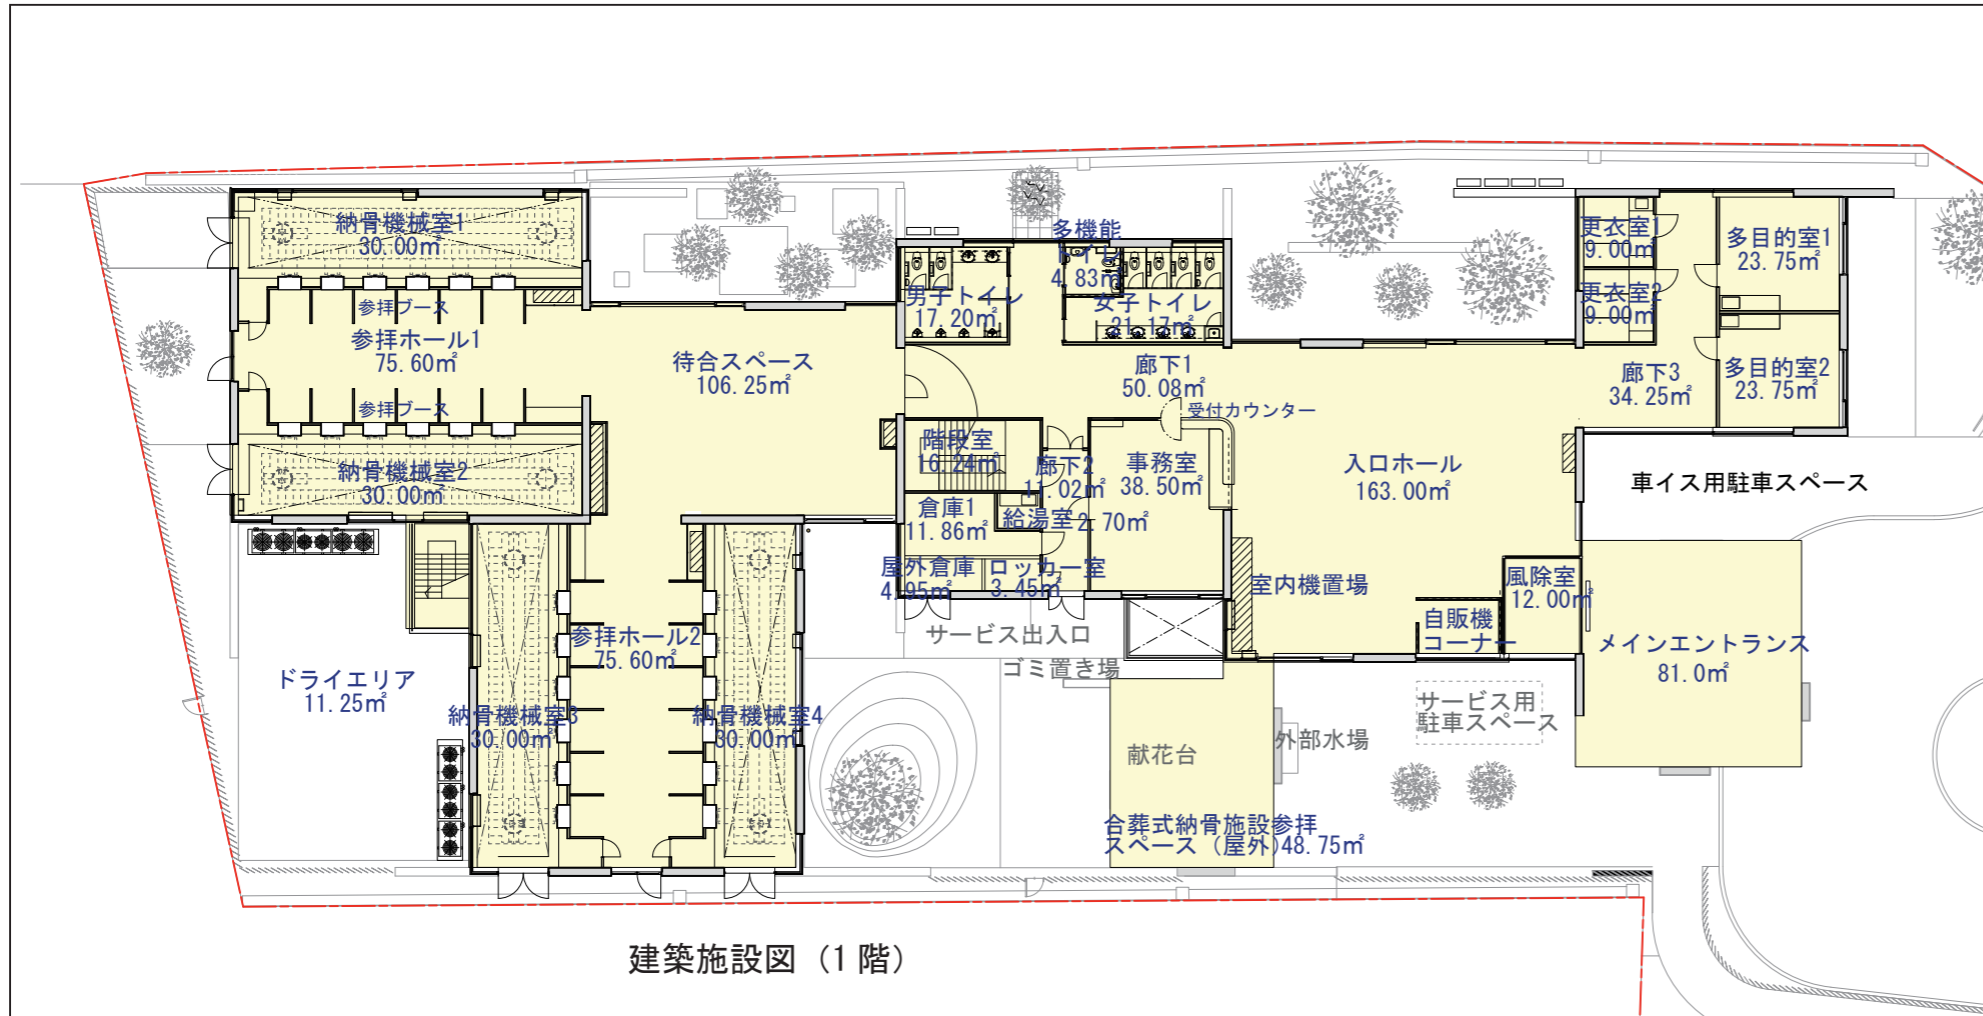 納骨機械室1
30.00㎡
参拝ブース
参拝ホール1
75.60㎡
参拝ブース
納骨機械室2
30.00㎡
待合スペース
106.25㎡
男子トイレ
17.20㎡
多機能
トイレ
4.83㎡
女子トイレ
21.17㎡
廊下1
50.08㎡
受付カウンター
階段室
16.24㎡
廊下2
11.02㎡
事務室
38.50㎡
倉庫1
11.86㎡
給湯室2.70㎡
屋外倉庫
4.95㎡
ロッカー室
3.45㎡
サービス出入口
ゴミ置き場
入口ホール
163.00㎡
室内機置場
自販機
コーナー
風除室
12.00㎡
更衣室1
9.00㎡
更衣室2
9.00㎡
多目的室1
23.75㎡
多目的室2
23.75㎡
廊下3
34.25㎡
車イス用駐車スペース
メインエントランス
81.0㎡
サービス用
駐車スペース
外部水場
献花台
合葬式納骨施設参拝
スペース（屋外)48.75㎡
ドライエリア
11.25㎡
参拝ホール2
75.60㎡
納骨機械室3
30.00㎡
納骨機械室4
30.00㎡
建築施設図（1階）